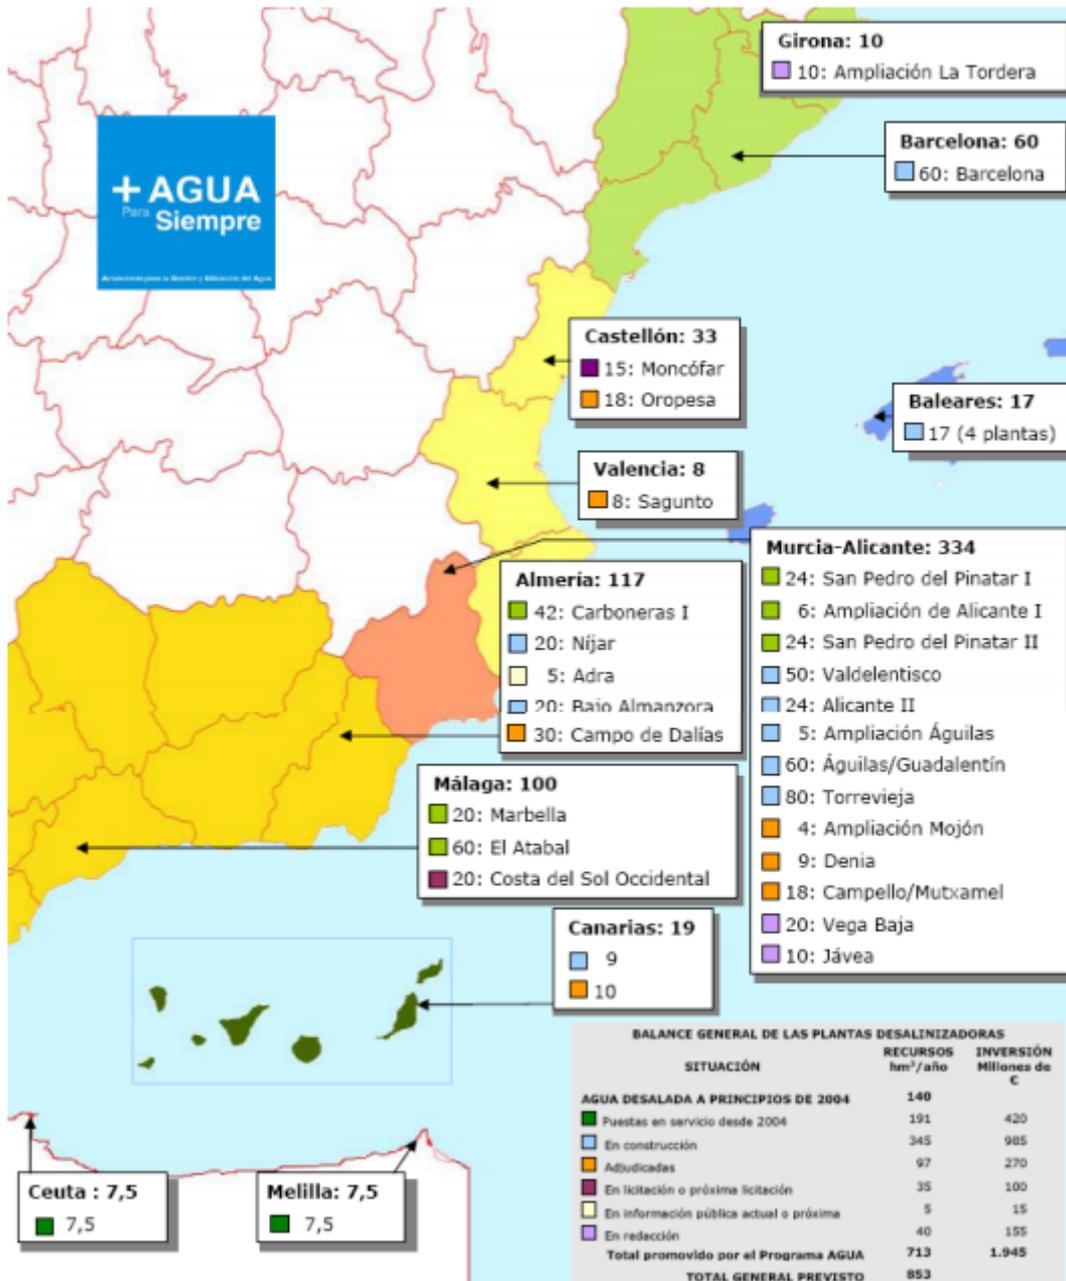 Girona: 10
10: Ampliación La Tordera
Barcelona: 60
60: Barcelona
+ AGUA
Para Siempre
Actuaciones para la Gestión y Utilización del Agua
Castellón: 33
15: Moncófar
18: Oropesa
Baleares: 17
17 (4 plantas)
Valencia: 8
8: Sagunto
Murcia-Alicante: 334
24: San Pedro del Pinatar I
6: Ampliación de Alicante I
24: San Pedro del Pinatar II
50: Valdelentisco
24: Alicante II
5: Ampliación Águilas
60: Águilas/Guadalentín
80: Torrevieja
4: Ampliación Mojón
9: Denia
18: Campello/Mutxamel
20: Vega Baja
10: Jávea
Almería: 117
42: Carboneras I
20: Níjar
5: Adra
20: Bajo Almanzora
30: Campo de Dalías
Málaga: 100
20: Marbella
60: El Atabal
20: Costa del Sol Occidental
Canarias: 19
9
10
Ceuta : 7,5
7,5
Melilla: 7,5
7,5
BALANCE GENERAL DE LAS PLANTAS DESALINIZADORAS
SITUACIÓN RECURSOS hm³/año INVERSIÓN Millones de €
AGUA DESALADA A PRINCIPIOS DE 2004 140
Puestas en servicio desde 2004 191 420
En construcción 345 985
Adjudicadas 97 270
En licitación o próxima licitación 35 100
En información pública actual o próxima 5 15
En redacción 40 155
Total promovido por el Programa AGUA 713 1.945
TOTAL GENERAL PREVISTO 853